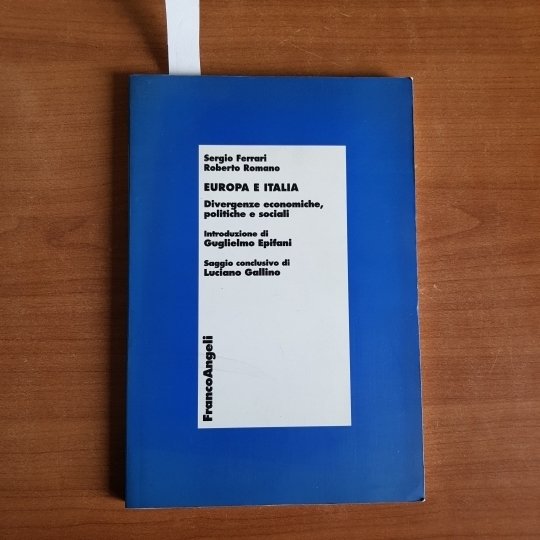 Sergio Ferrari
Roberto Romano
EUROPA E ITALIA
Divergenze economiche,
politiche e sociali
Introduzione di
Guglielmo Epifani
Saggio conclusivo di
Luciano Gallino
FrancoAngeli